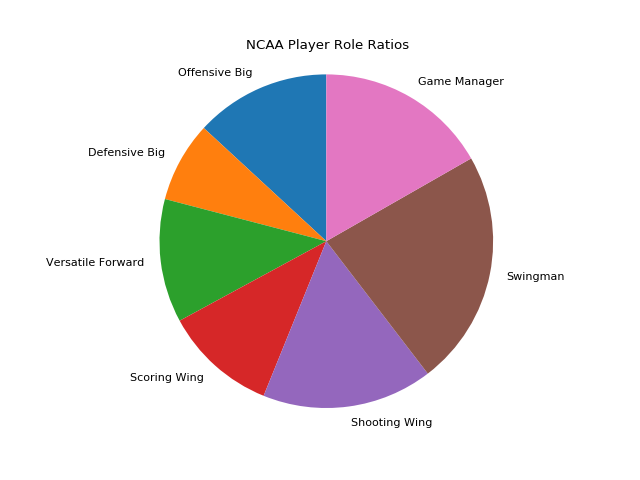 NCAA Player Role Ratios
Offensive Big
Game Manager
Defensive Big
Versatile Forward
Swingman
Scoring Wing
Shooting Wing